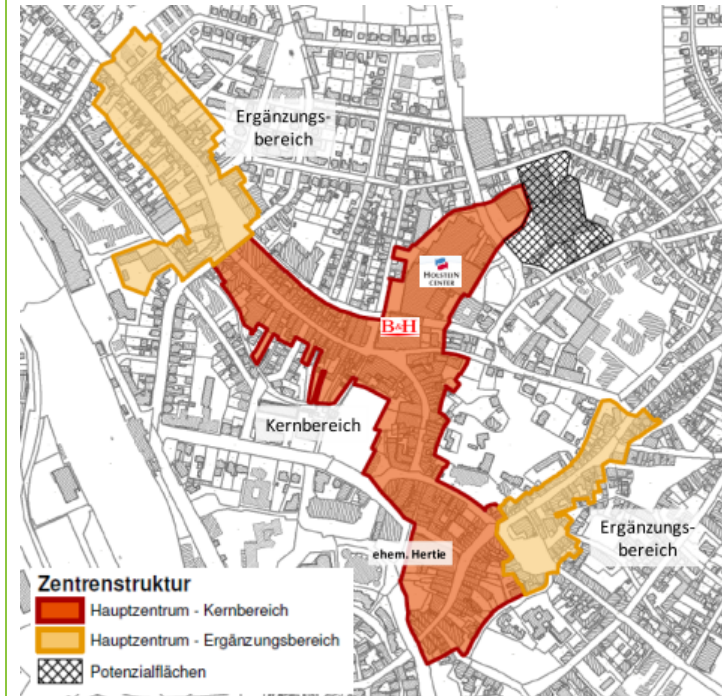 Ergänzungs-
bereich
HOLSTEIN
CENTER
B&H
Kernbereich
Ergänzungs-
bereich
ehem. Hertie
Zentrenstruktur
Hauptzentrum - Kernbereich
Hauptzentrum - Ergänzungsbereich
Potenzialflächen